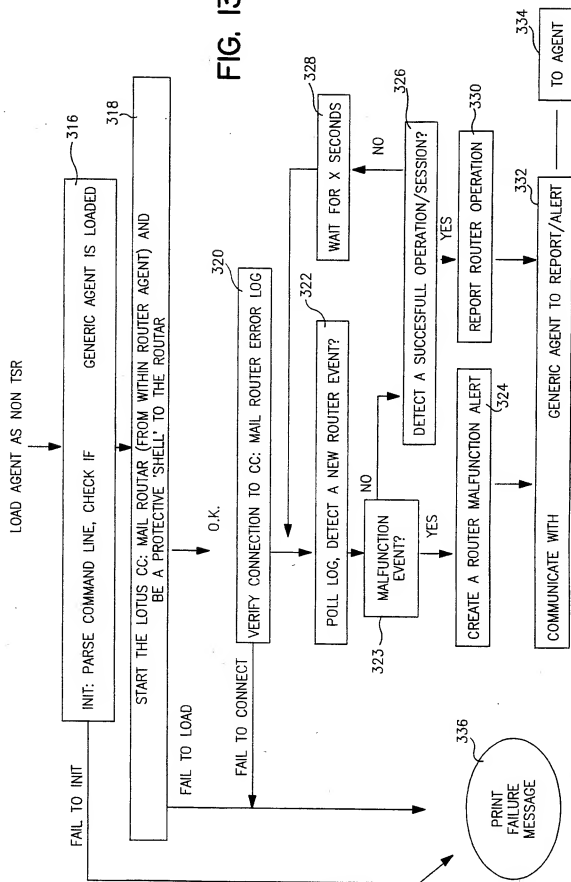 LOAD AGENT AS NON TSR
316
INIT: PARSE COMMAND LINE, CHECK IF GENERIC AGENT IS LOADED
FAIL TO INIT
318
START THE LOTUS CC: MAIL ROUTAR (FROM WITHIN ROUTER AGENT) AND
BE A PROTECTIVE 'SHELL' TO THE ROUTAR
FAIL TO LOAD
O.K.
FIG. 13
320
VERIFY CONNECTION TO CC: MAIL ROUTER ERROR LOG
FAIL TO CONNECT
328
WAIT FOR X SECONDS
322
POLL LOG, DETECT A NEW ROUTER EVENT?
NO
326
MALFUNCTION
EVENT?
323
NO
DETECT A SUCCESFULL OPERATION/SESSION?
YES
YES
330
CREATE A ROUTER MALFUNCTION ALERT
324
REPORT ROUTER OPERATION
332
COMMUNICATE WITH GENERIC AGENT TO REPORT/ALERT
334
TO AGENT
336
PRINT
FAILURE
MESSAGE